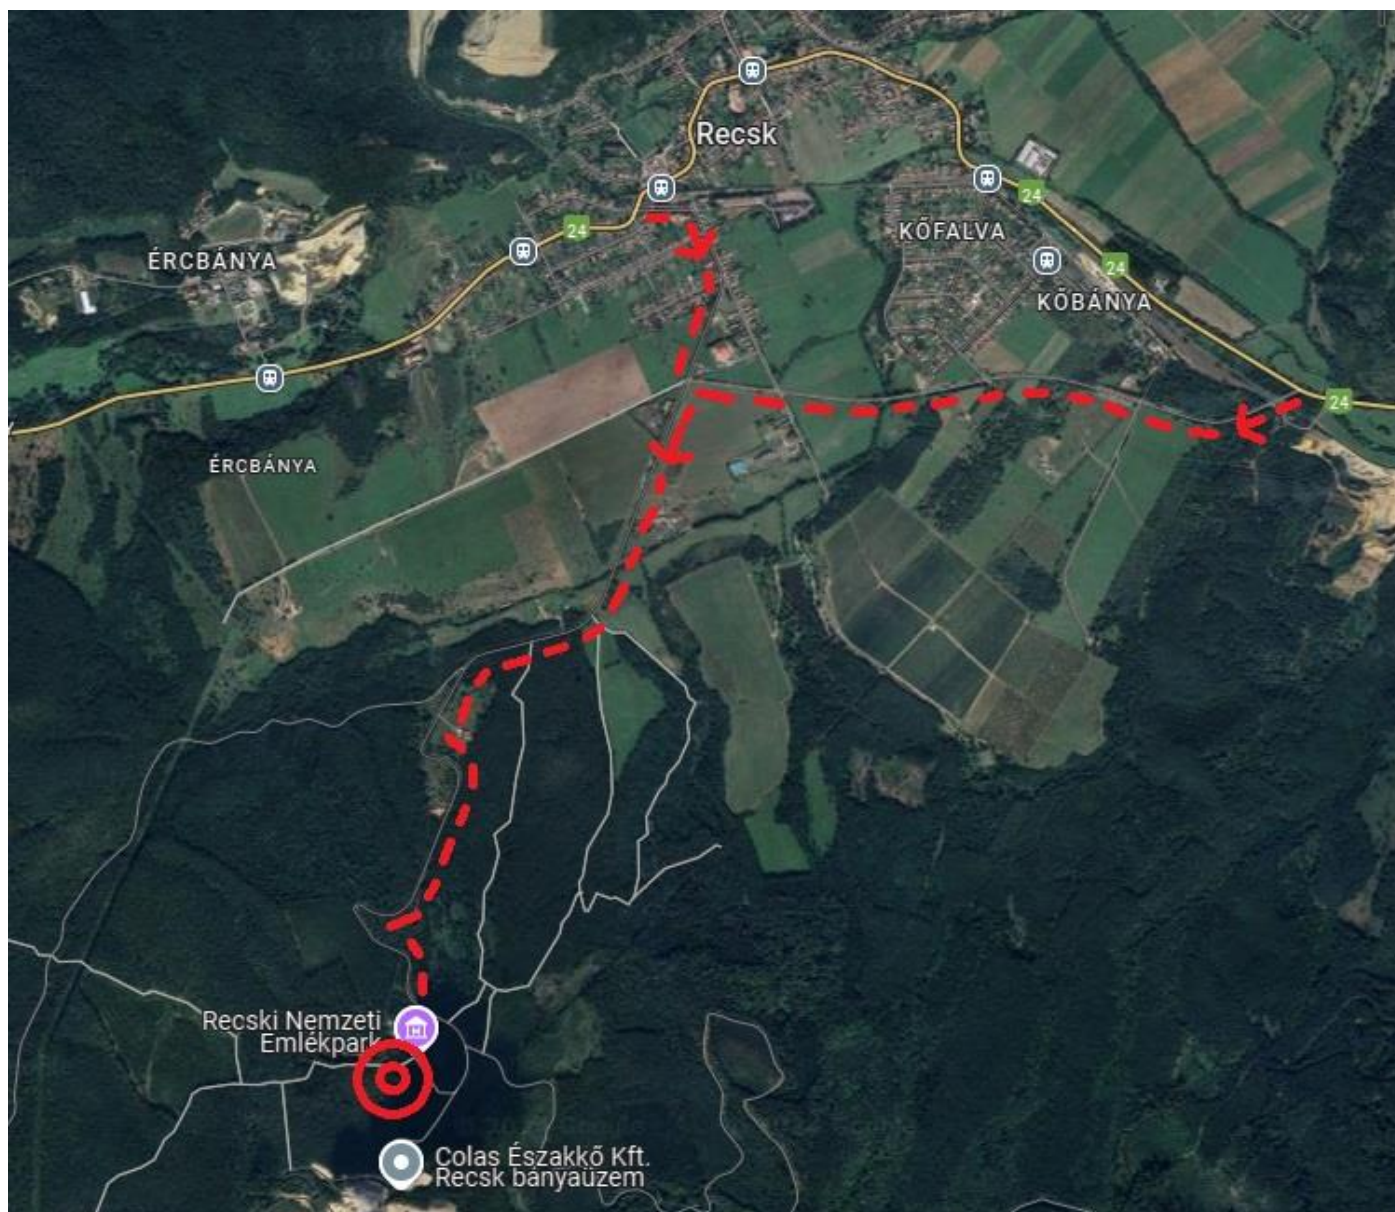 Recsk
24
24
KŐFALVA
ÉRCBÁNYA
24
KŐBÁNYA
24
ÉRCBÁNYA
Recski Nemzeti
Emlékpark
Colas Északkő Kft.
Recsk bányaüzem